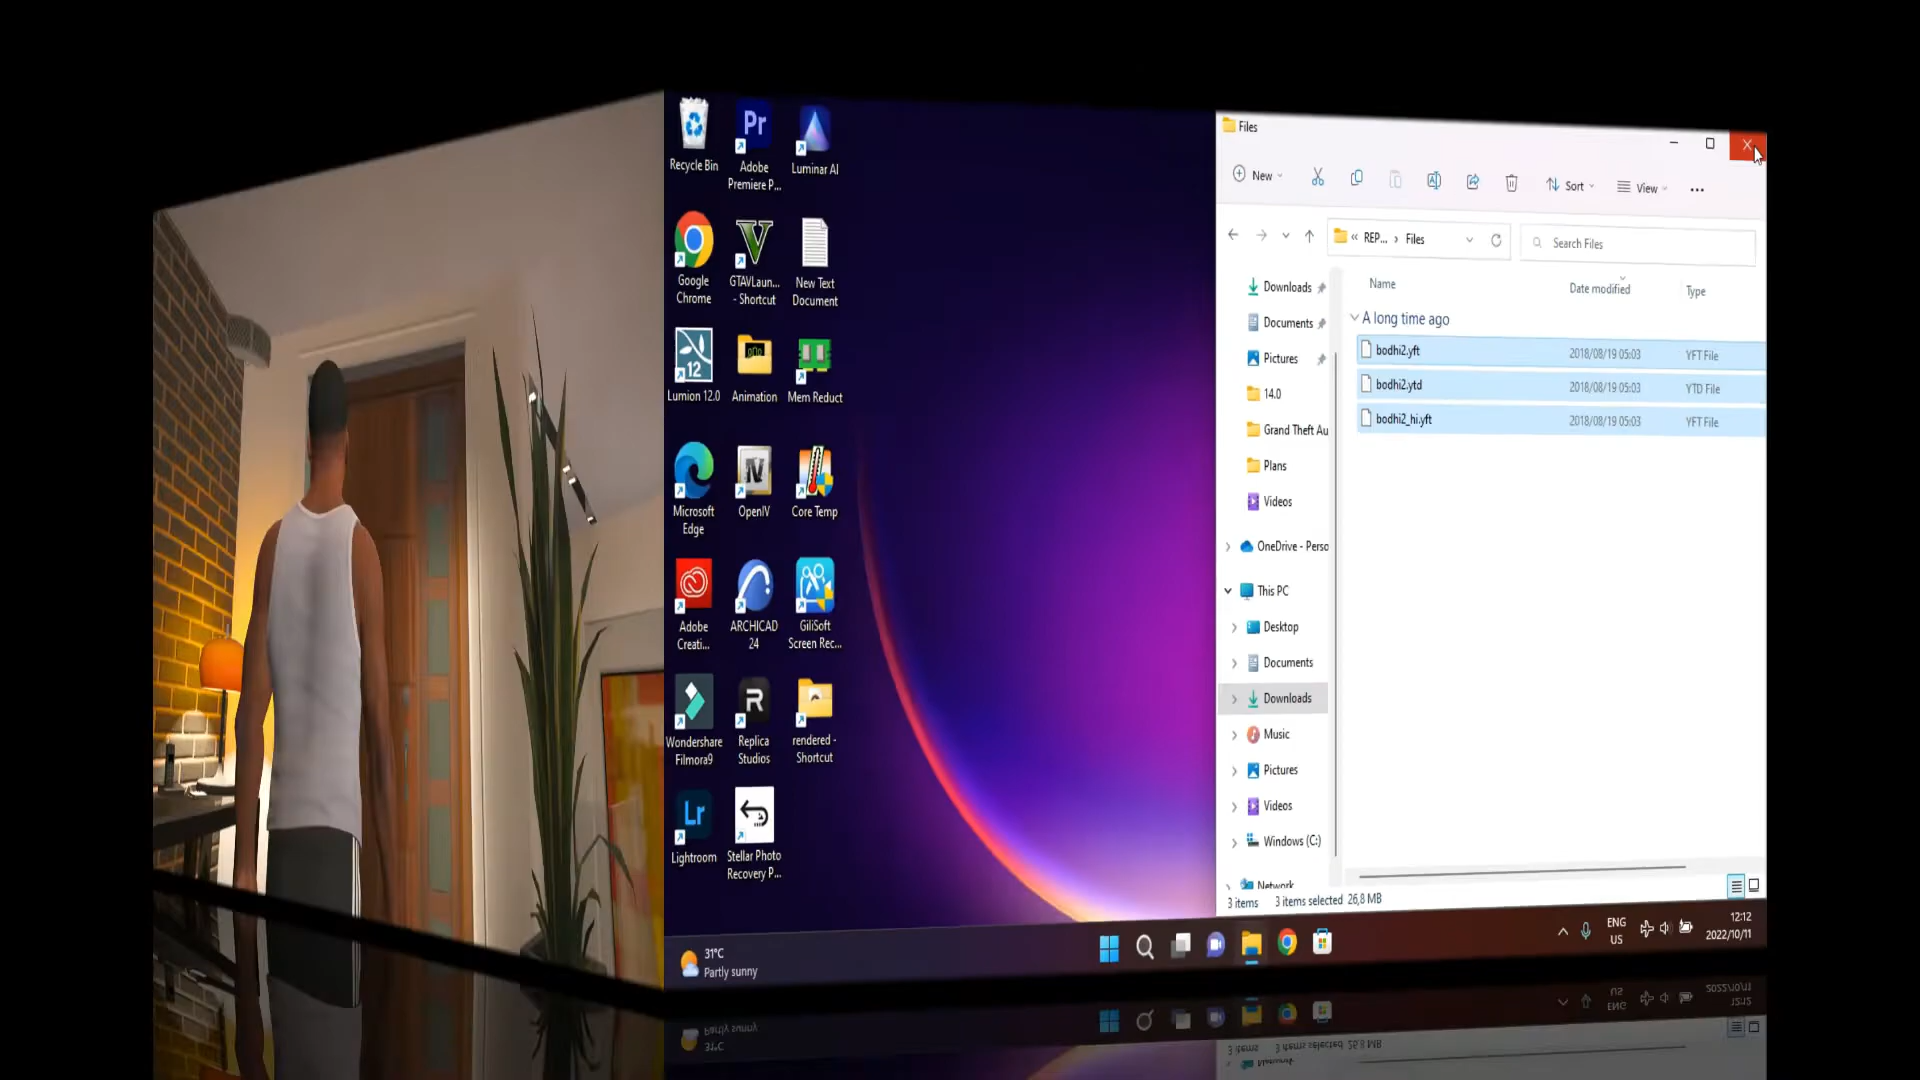 Recycle Bin
Adobe
Premiere P...
Luminar AI
Google
Chrome
GTAVLaun...
- Shortcut
New Text
Document
Lumion 12.0
Animation
Mem Reduct
Microsoft
Edge
OpenIV
Core Temp
Adobe
Creati...
ARCHICAD
24
GiliSoft
Screen Rec...
Wondershare
Filmora9
Replica
Studios
rendered -
Shortcut
Lightroom
Stellar Photo
Recovery P...
Pr
V
12
IV
R
Lr
Files
New
Sort
View
« REP... › Files
Search Files
Name
Date modified
Type
A long time ago
bodhi2.yft 2018/08/19 05:03 YFT File
bodhi2.ytd 2018/08/19 05:03 YTD File
bodhi2_hi.yft 2018/08/19 05:03 YFT File
Downloads
Documents
Pictures
14.0
Grand Theft Au
Plans
Videos
OneDrive - Perso
This PC
Desktop
Documents
Downloads
Music
Pictures
Videos
Windows (C:)
Network
3 items 3 items selected 26,8 MB
31°C
Partly sunny
ENG
US
12:12
2022/10/11